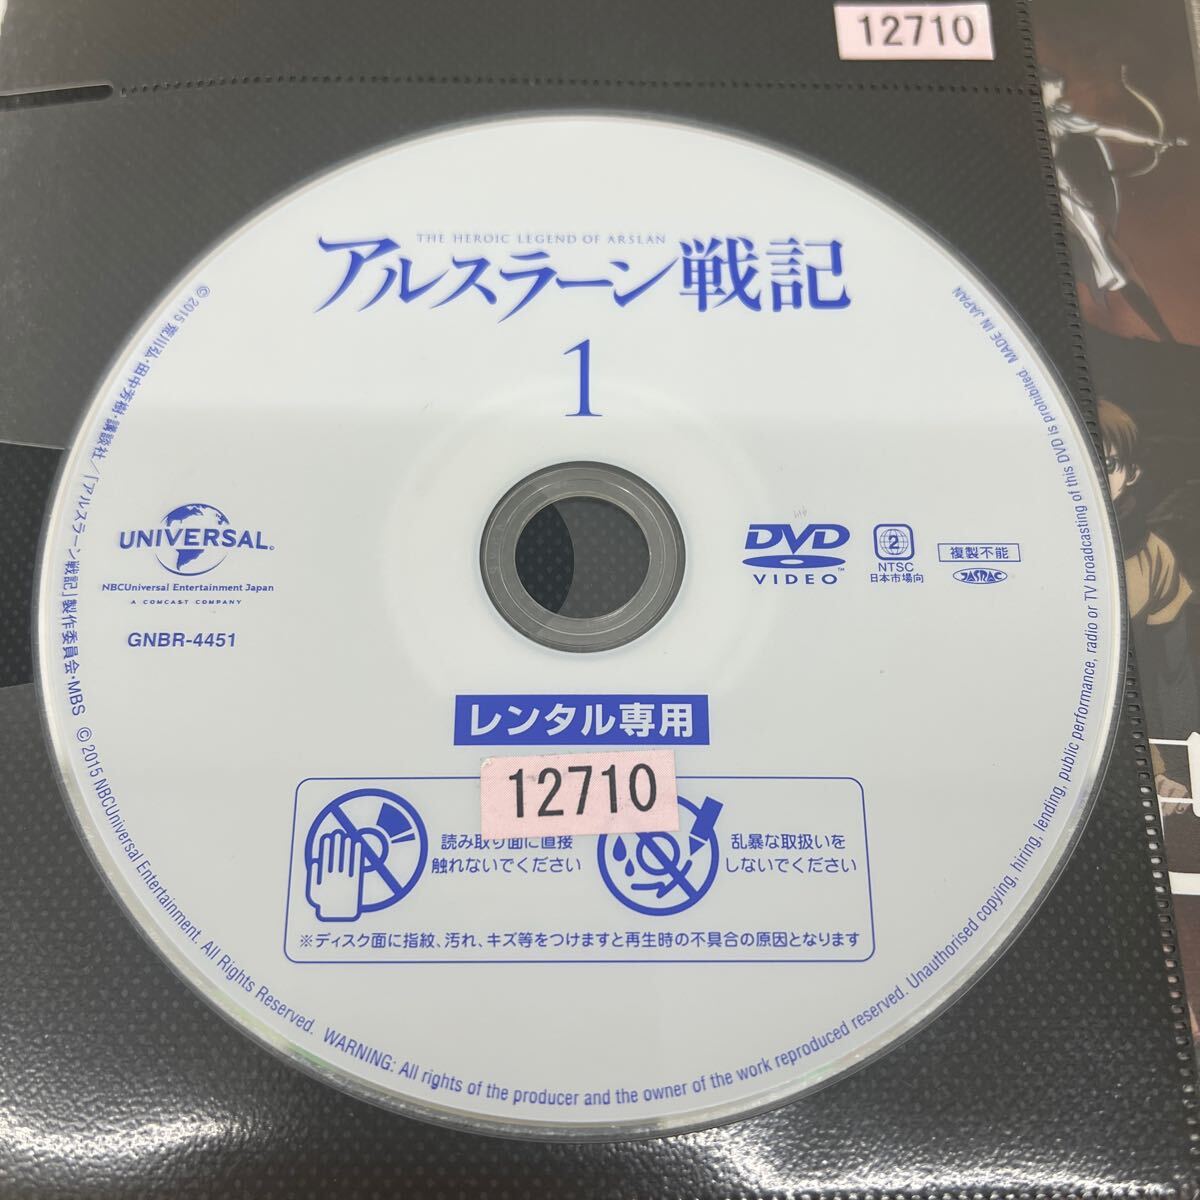 12710
THE HEROIC LEGEND OF ARSLAN
アルスラーン戦記
1
UNIVERSAL
NBCUniversal Entertainment Japan
A COMCAST COMPANY
GNBR-4451
DVD
VIDEO
2
NTSC
日本市場向
複製不能
JASRAC
レンタル専用
12710
読み取り面に直接
触れないでください
乱暴な取扱いを
しないでください
※ディスク面に指紋、汚れ、キズ等をつけますと再生時の不具合の原因となります
© 2015 荒川弘・田中芳樹・講談社／「アルスラーン戦記」製作委員会・MBS © 2015 NBCUniversal Entertainment. All Rights Reserved. WARNING: All rights of the producer and the owner of the work reproduced reserved. Unauthorised copying, hiring, lending, public performance, radio or TV broadcasting of this DVD is prohibited. MADE IN JAPAN